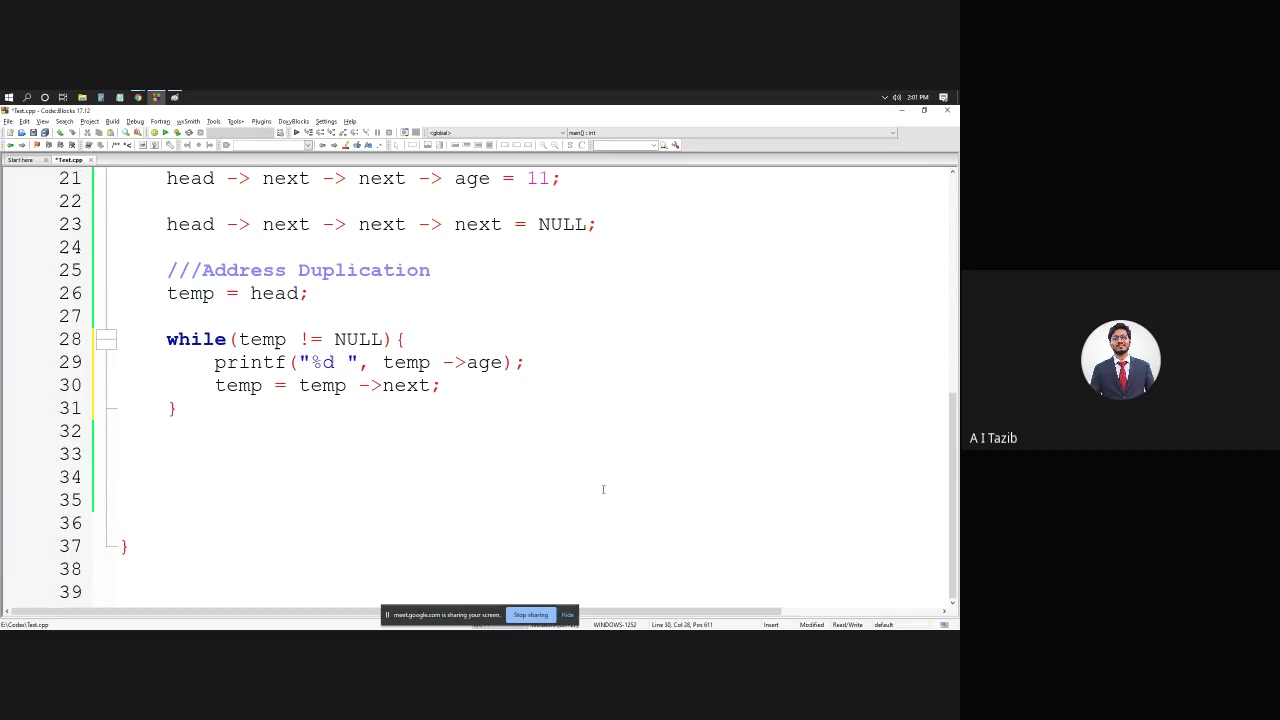 *Test.cpp - Code::Blocks 17.12
2:01 PM
File Edit View Search Project Build Debug Fortran wxSmith Tools Tools+ Plugins DoxyBlocks Settings Help
<global> main() : int
Start here *Test.cpp
21 head -> next -> next -> age = 11;
22
23 head -> next -> next -> next = NULL;
24
25 ///Address Duplication
26 temp = head;
27
28 while(temp != NULL){
29 printf("%d ", temp ->age);
30 temp = temp ->next;
31 }
32
33
34
35
36
37 }
38
39
A I Tazib
meet.google.com is sharing your screen. Stop sharing Hide
E:\Codes\Test.cpp WINDOWS-1252 Line 30, Col 28, Pos 611 Insert Modified Read/Write default